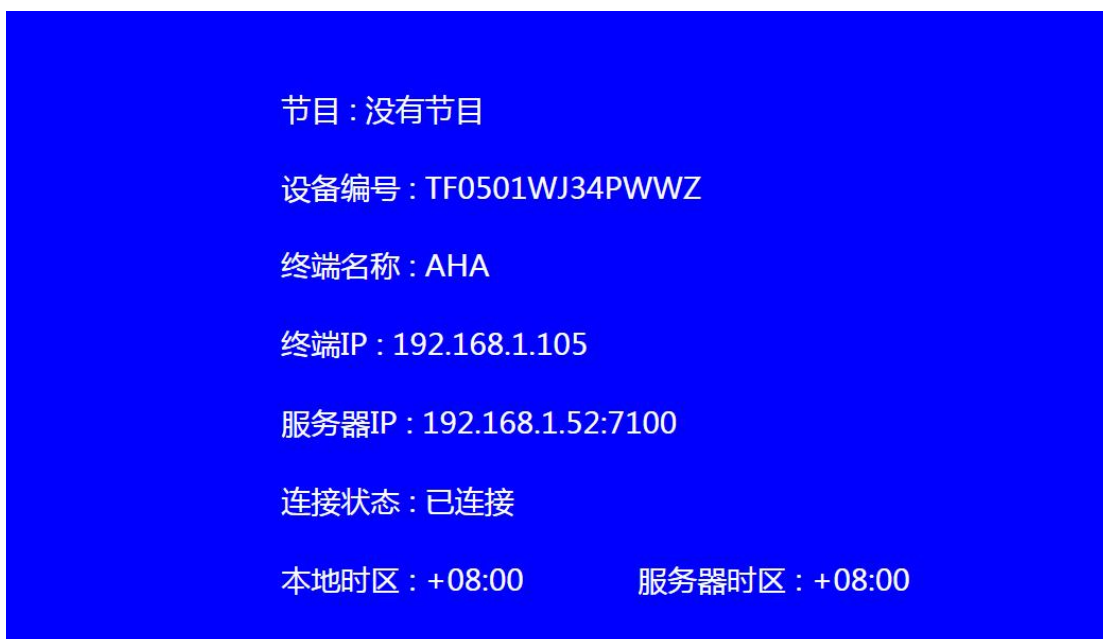 节目 : 没有节目
设备编号 : TF0501WJ34PWWZ
终端名称 : AHA
终端IP : 192.168.1.105
服务器IP : 192.168.1.52:7100
连接状态 : 已连接
本地时区 : +08:00 服务器时区 : +08:00